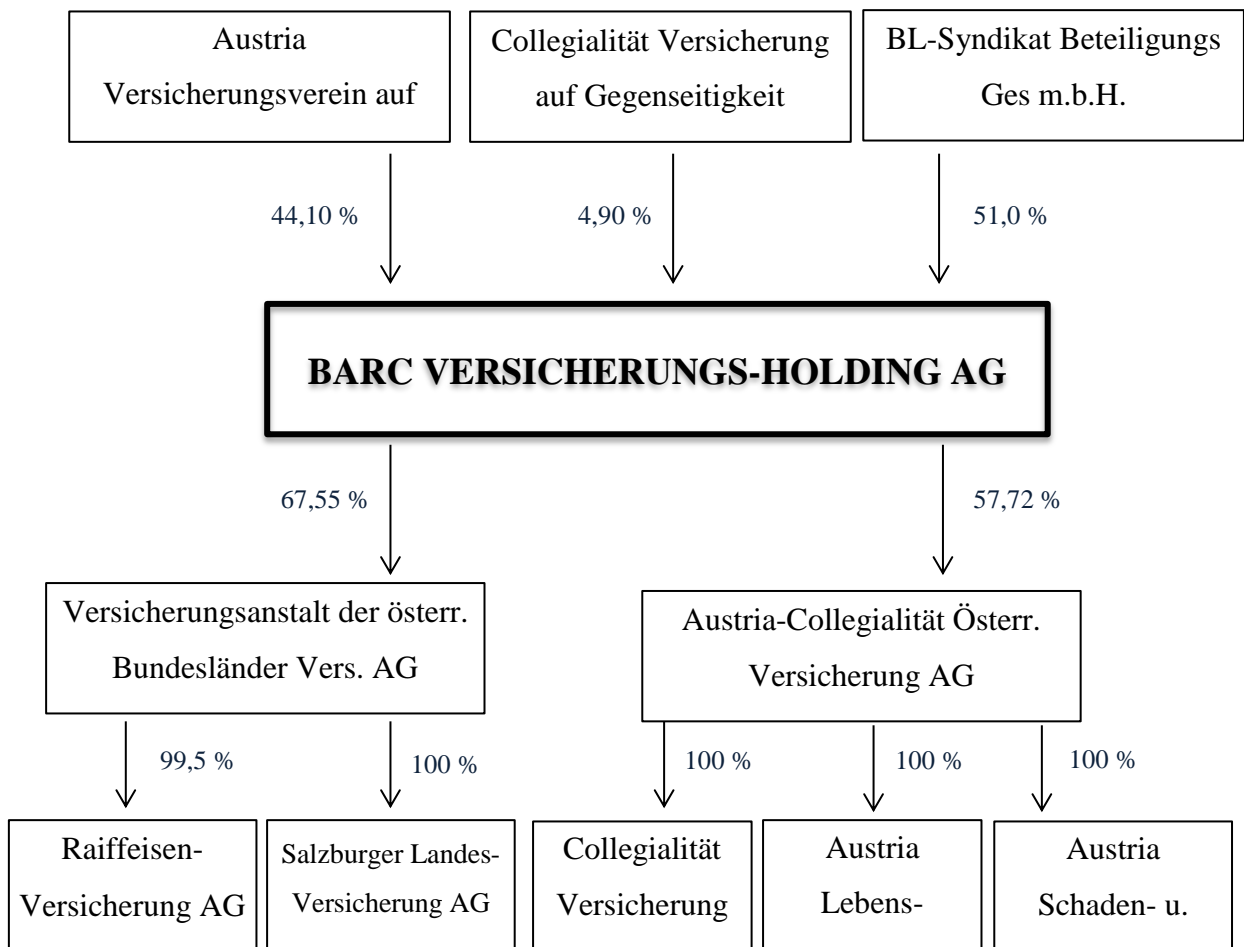 Austria
Versicherungsverein auf
Collegialität Versicherung
auf Gegenseitigkeit
BL-Syndikat Beteiligungs
Ges m.b.H.
44,10 %
4,90 %
51,0 %
BARC VERSICHERUNGS-HOLDING AG
67,55 %
57,72 %
Versicherungsanstalt der österr.
Bundesländer Vers. AG
Austria-Collegialität Österr.
Versicherung AG
99,5 %
100 %
100 %
100 %
100 %
Raiffeisen-
Versicherung AG
Salzburger Landes-
Versicherung AG
Collegialität
Versicherung
Austria
Lebens-
Austria
Schaden- u.